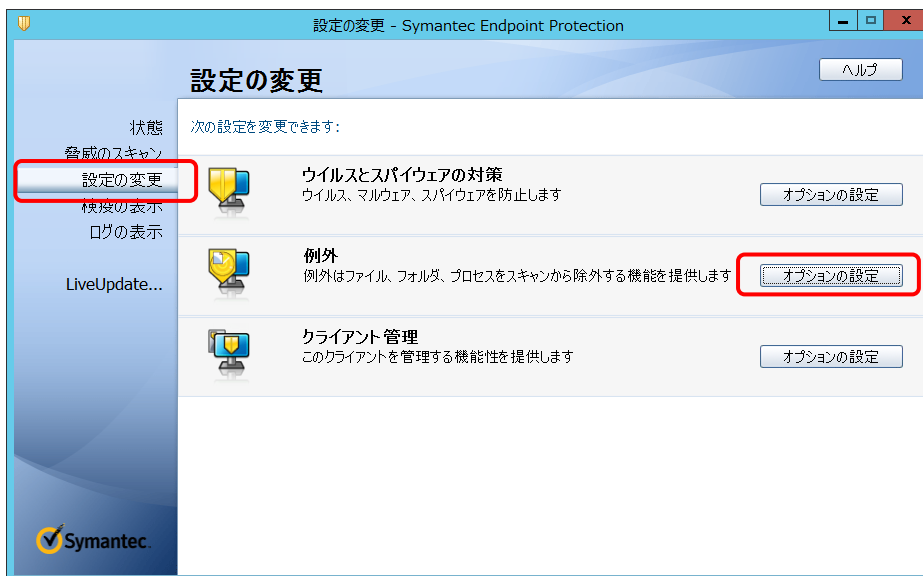 設定の変更 - Symantec Endpoint Protection
設定の変更
ヘルプ
状態
脅威のスキャン
設定の変更
検疫の表示
ログの表示
LiveUpdate...
次の設定を変更できます:
ウイルスとスパイウェアの対策
ウイルス、マルウェア、スパイウェアを防止します
オプションの設定
例外
例外はファイル、フォルダ、プロセスをスキャンから除外する機能を提供します
オプションの設定
クライアント管理
このクライアントを管理する機能性を提供します
オプションの設定
Symantec.